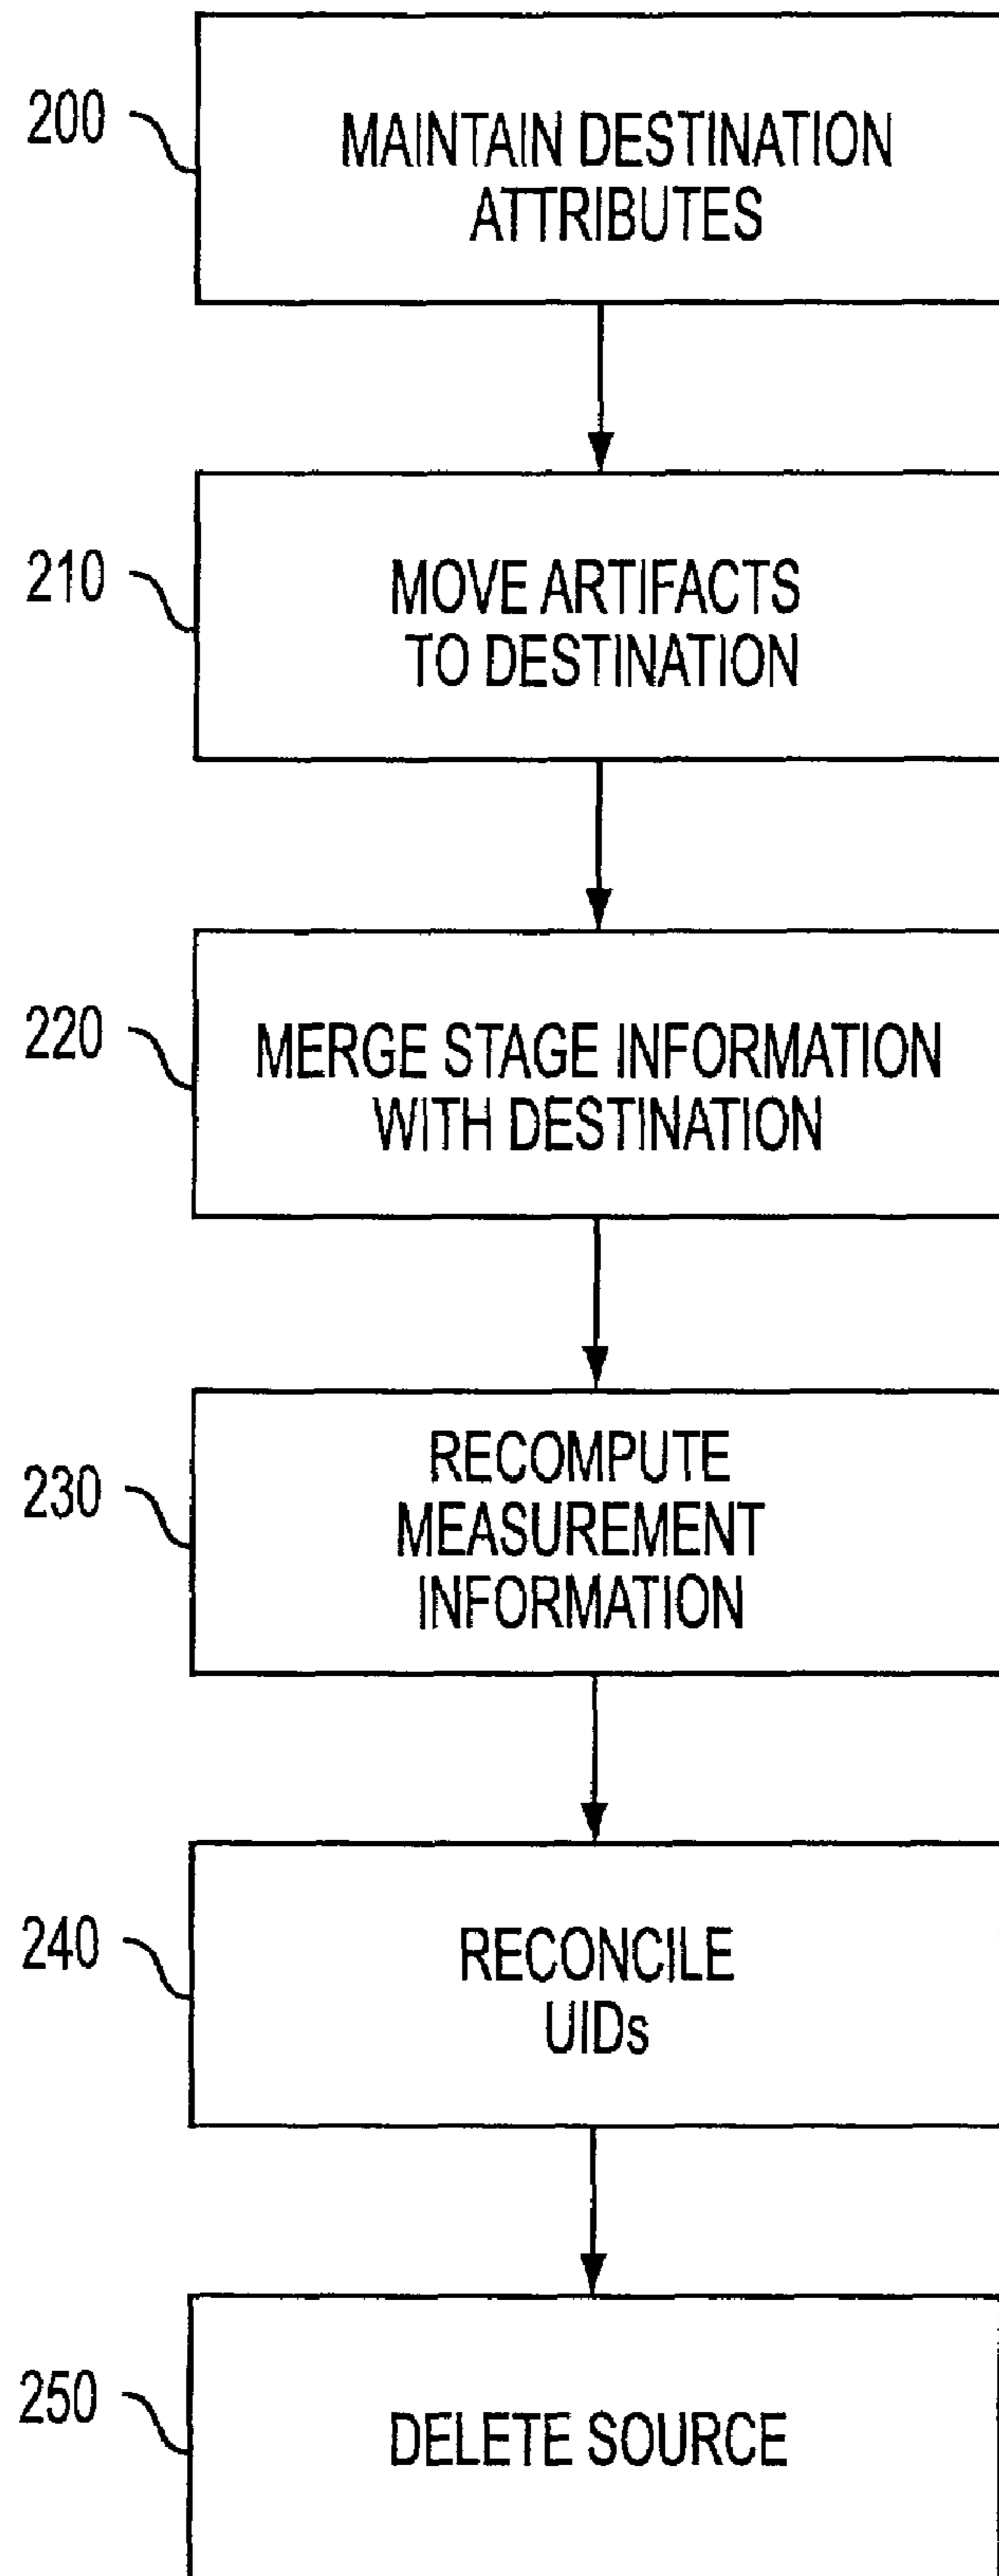 200
MAINTAIN DESTINATION
ATTRIBUTES
210
MOVE ARTIFACTS
TO DESTINATION
220
MERGE STAGE INFORMATION
WITH DESTINATION
230
RECOMPUTE
MEASUREMENT
INFORMATION
240
RECONCILE
UIDs
250
DELETE SOURCE